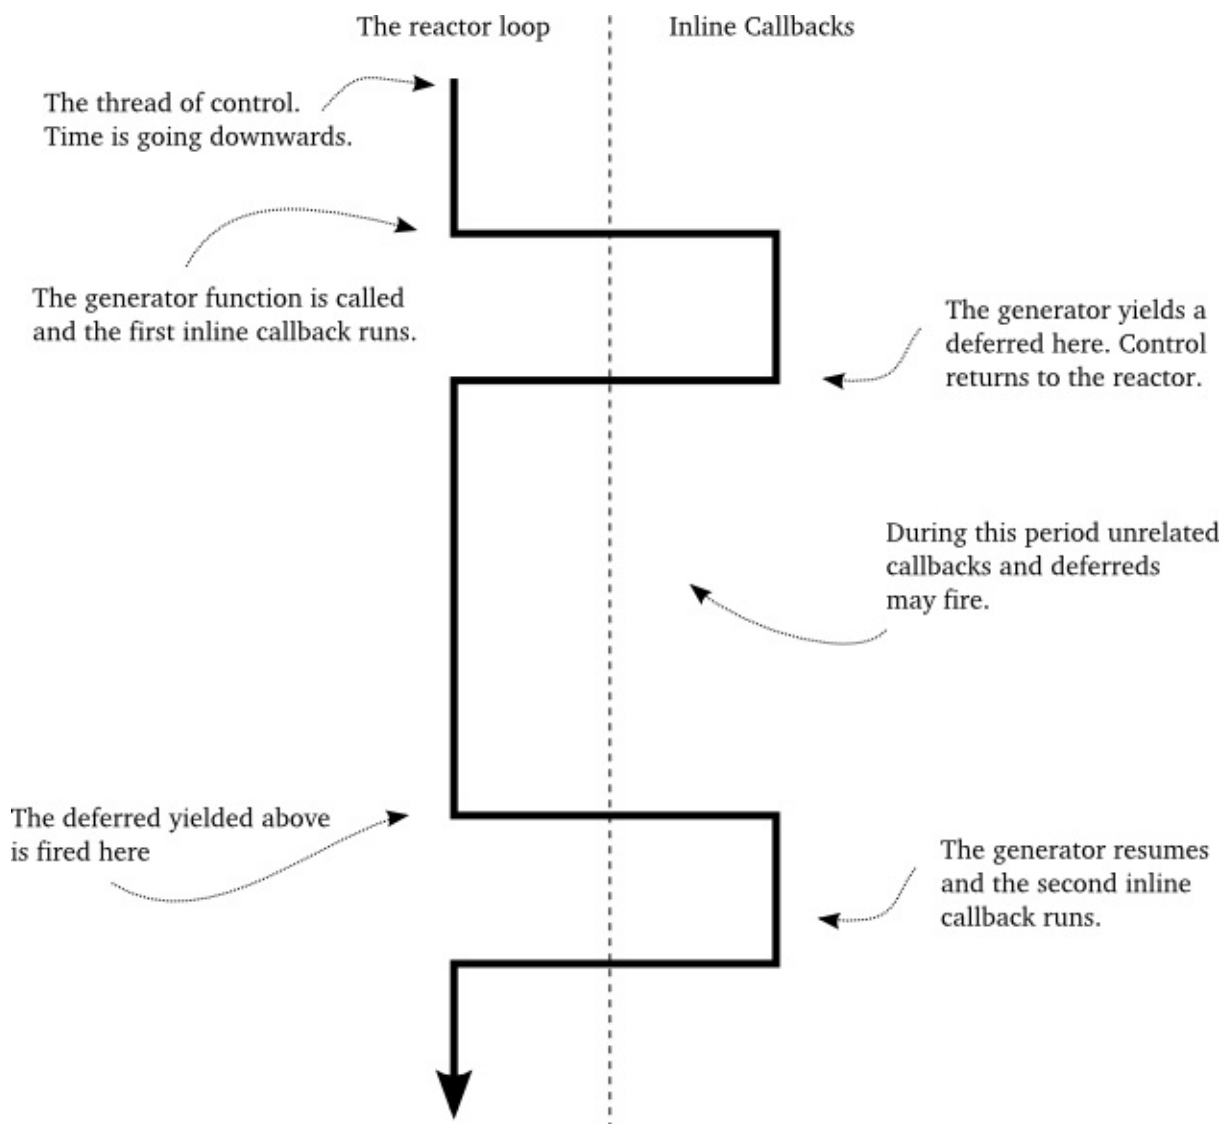 The reactor loop
Inline Callbacks
The thread of control.
Time is going downwards.
The generator function is called
and the first inline callback runs.
The generator yields a
deferred here. Control
returns to the reactor.
During this period unrelated
callbacks and deferreds
may fire.
The deferred yielded above
is fired here
The generator resumes
and the second inline
callback runs.